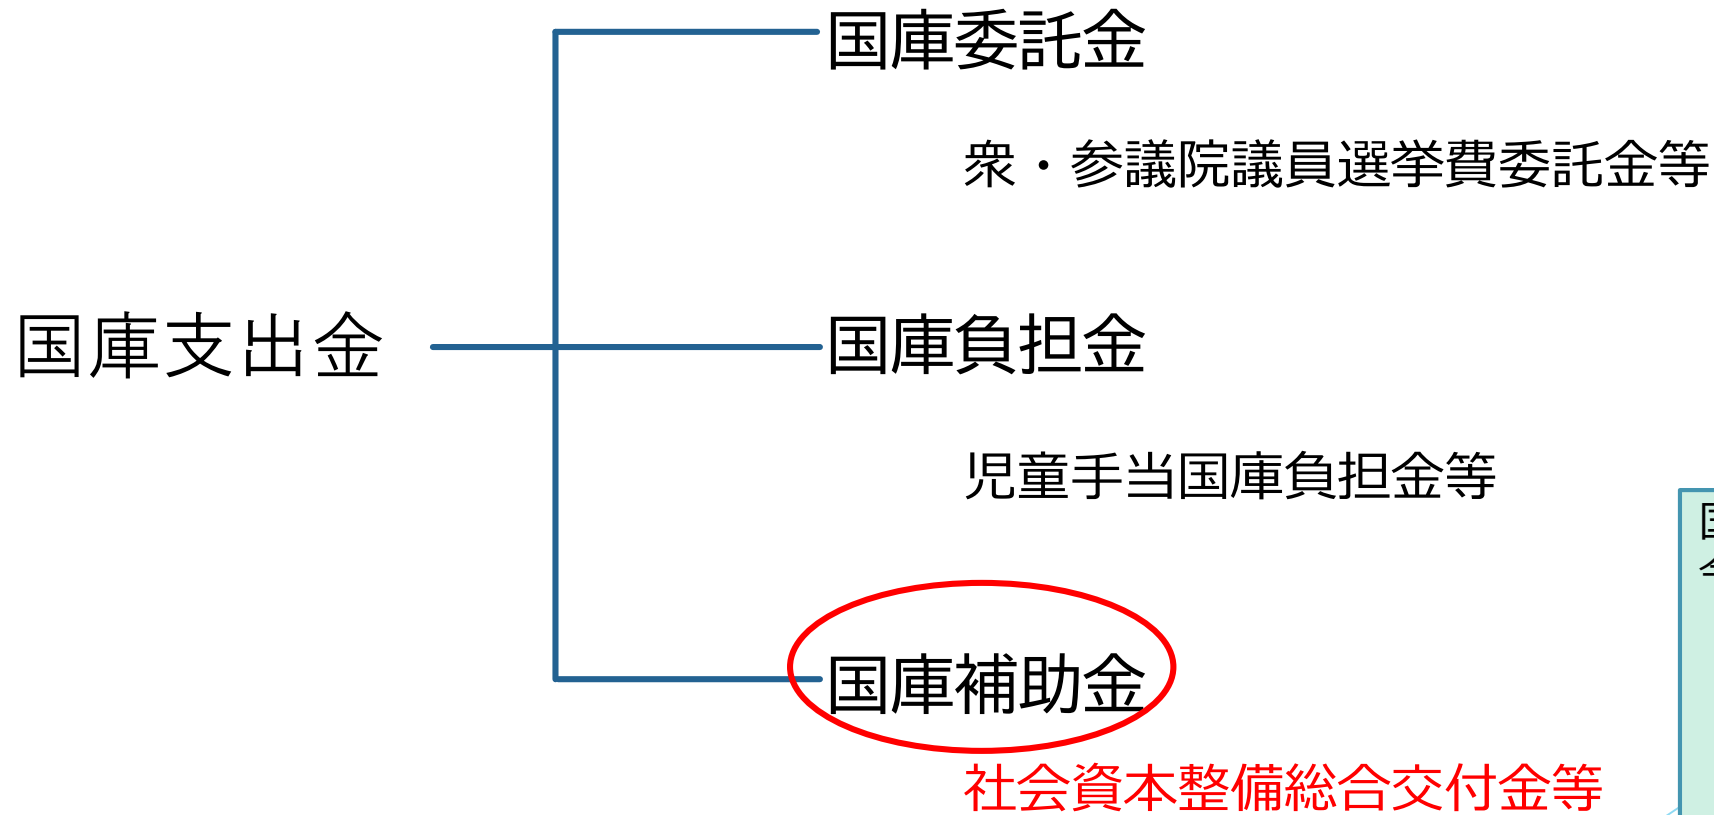 国庫委託金
衆・参議院議員選挙費委託金等
国庫支出金
国庫負担金
児童手当国庫負担金等
国庫補助金
社会資本整備総合交付金等